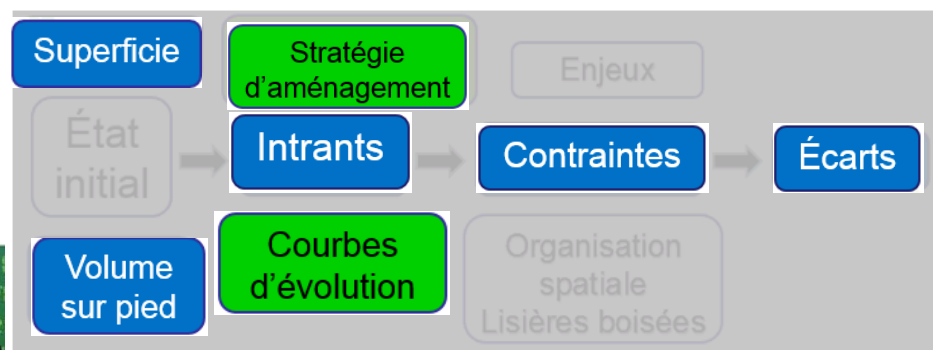 Superficie
Stratégie
d'aménagement
Enjeux
État
initial
Intrants
Contraintes
Écarts
Volume
sur pied
Courbes
d'évolution
Organisation
spatiale
Lisières boisées